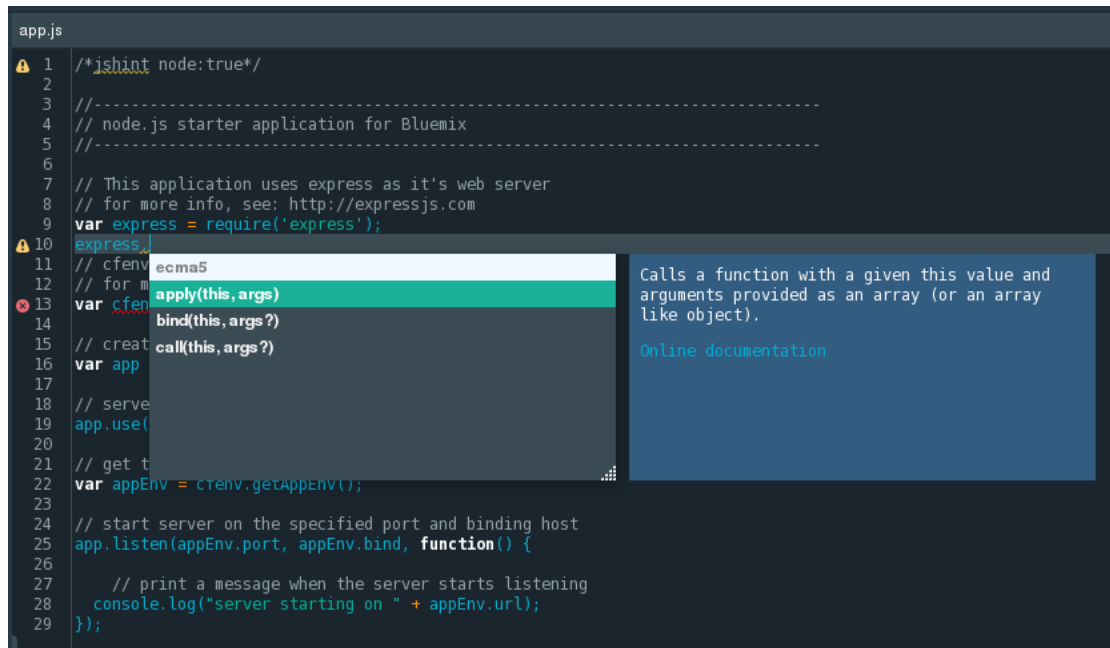 app.js
1 /*jshint node:true*/
2
3 //------------------------------------------------------------------------------
4 // node.js starter application for Bluemix
5 //------------------------------------------------------------------------------
6
7 // This application uses express as it's web server
8 // for more info, see: http://expressjs.com
9 var express = require('express');
10 express.
11 // cfenv
12 // for m
13 var cfen
14
15 // creat
16 var app
17
18 // serve
19 app.use(
20
21 // get t
22 var appEnv = cfenv.getAppEnv();
23
24 // start server on the specified port and binding host
25 app.listen(appEnv.port, appEnv.bind, function() {
26
27 // print a message when the server starts listening
28 console.log("server starting on " + appEnv.url);
29 });
ecma5
apply(this, args)
bind(this, args?)
call(this, args?)
Calls a function with a given this value and
arguments provided as an array (or an array
like object).
Online documentation